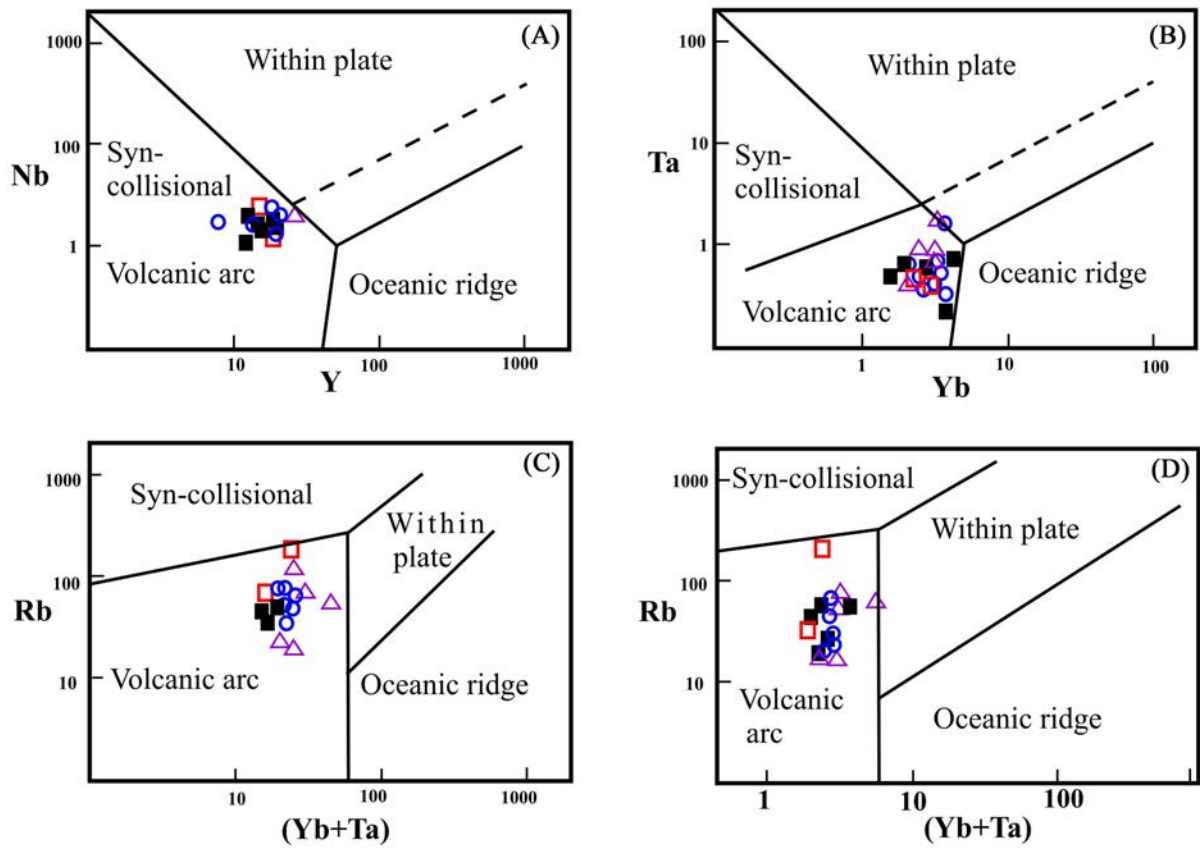 (A)
1000
Within plate
100
Nb
Syn-
collisional
1
Volcanic arc
Oceanic ridge
10
100
1000
Y
(B)
100
Within plate
10
Ta
Syn-
collisional
1
Volcanic arc
Oceanic ridge
1
10
100
Yb
(C)
1000
Syn-collisional
Within
plate
100
Rb
Volcanic arc
10
Oceanic ridge
10
100
1000
(Yb+Ta)
(D)
Syn-collisional
1000
Within plate
100
Rb
10
Volcanic
arc
Oceanic ridge
1
10
100
(Yb+Ta)